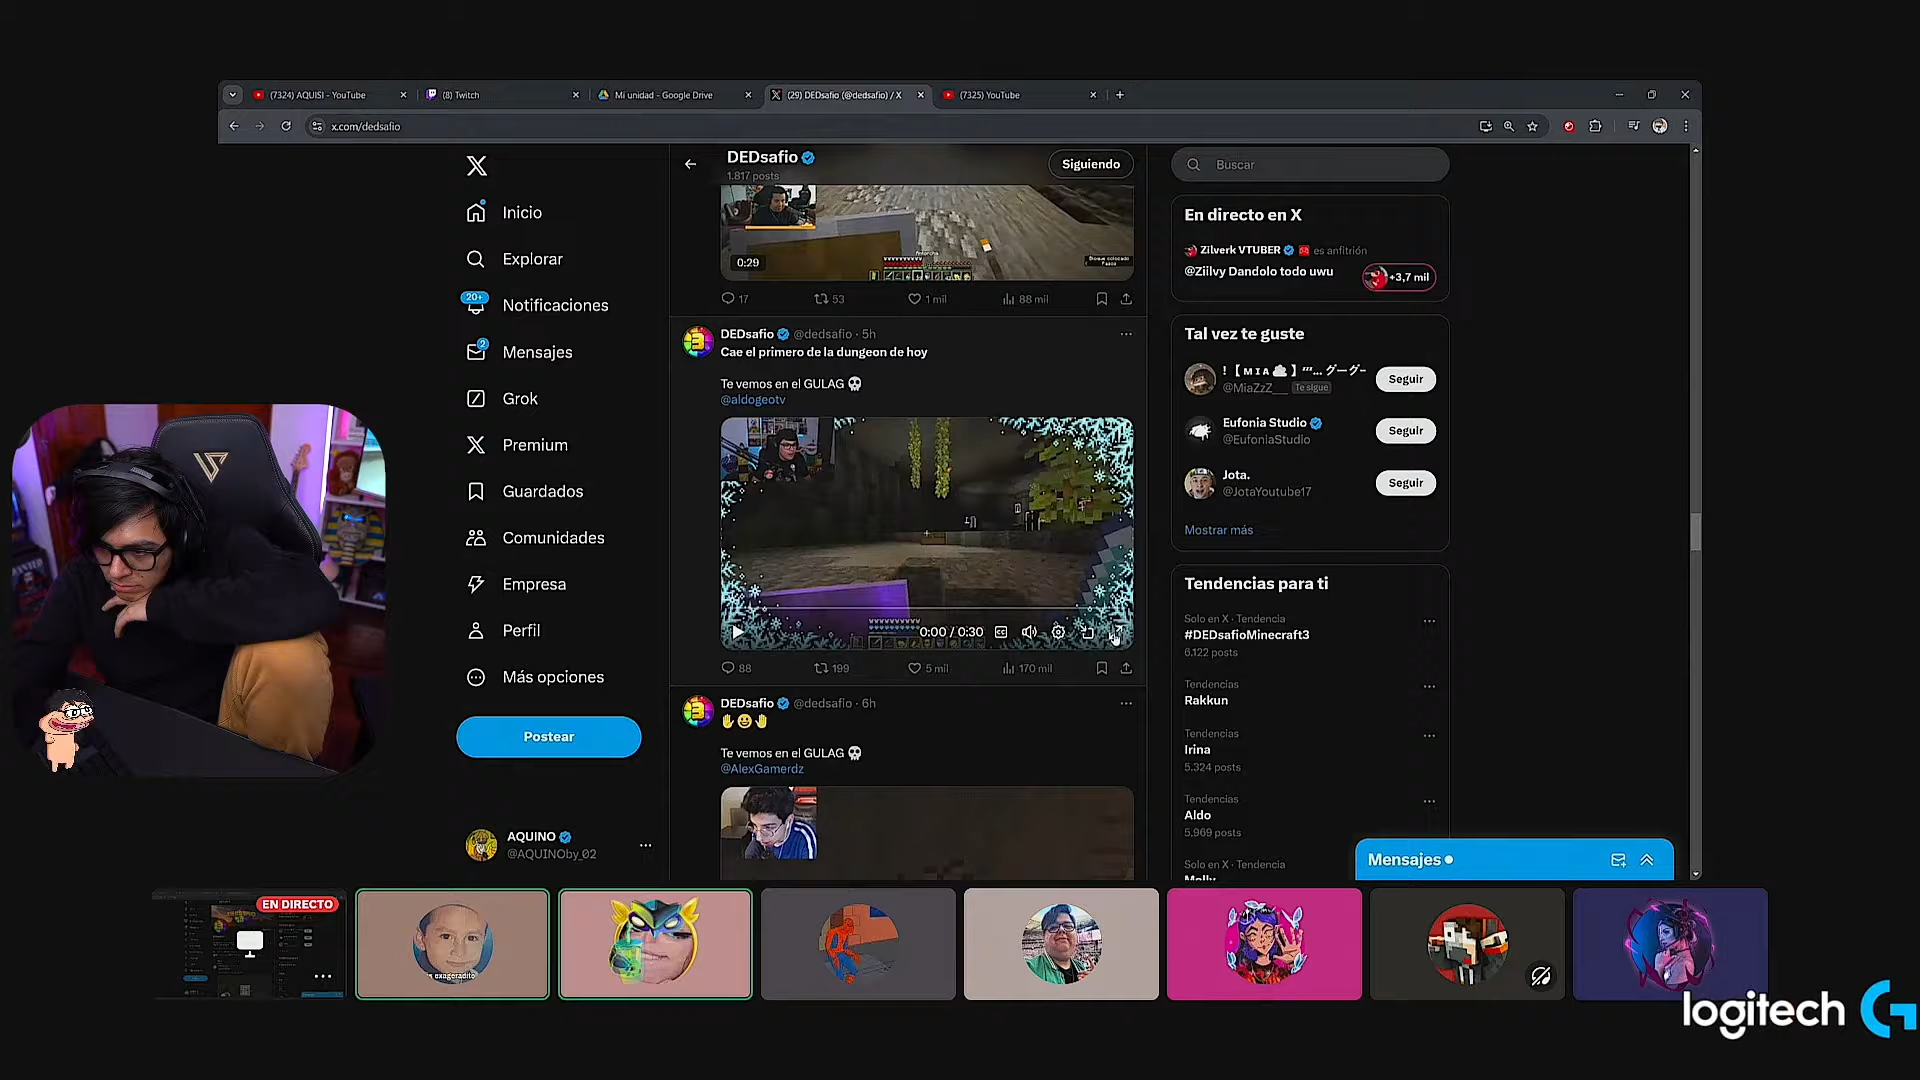 (7324) AQUISI - YouTube
(8) Twitch
Mi unidad - Google Drive
(29) DEDsafio (@dedsafio) / X
(7325) YouTube
x.com/dedsafio
Inicio
Explorar
20+
Notificaciones
2
Mensajes
Grok
Premium
Guardados
Comunidades
Empresa
Perfil
Más opciones
Postear
AQUINO
@AQUINOby_02
DEDsafio
1.817 posts
Siguiendo
Antorcha
0:29
17
53
1 mil
88 mil
DEDsafio @dedsafio · 5h
Cae el primero de la dungeon de hoy
Te vemos en el GULAG 💀
@aldogeotv
0:00 / 0:30
88
199
5 mil
170 mil
DEDsafio @dedsafio · 6h
✋😀🤚
Te vemos en el GULAG 💀
@AlexGamerdz
Buscar
En directo en X
Zilverk VTUBER es anfitrión
@Ziilvy Dandolo todo uwu
+3,7 mil
Tal vez te guste
@MiaZzZ__ Te sigue
Seguir
Eufonia Studio
@EufoniaStudio
Seguir
Jota.
@JotaYoutube17
Seguir
Mostrar más
Tendencias para ti
Solo en X · Tendencia
#DEDsafioMinecraft3
6.122 posts
Tendencias
Rakkun
Tendencias
Irina
5.324 posts
Tendencias
Aldo
5.969 posts
Solo en X · Tendencia
Molly
Mensajes
EN DIRECTO
exageradito
logitech G